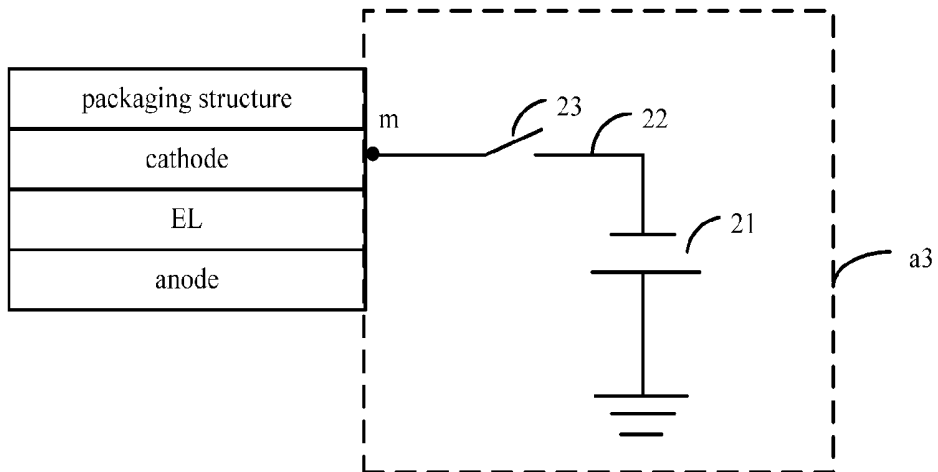 packaging structure
m
23
22
cathode
EL
21
a3
anode